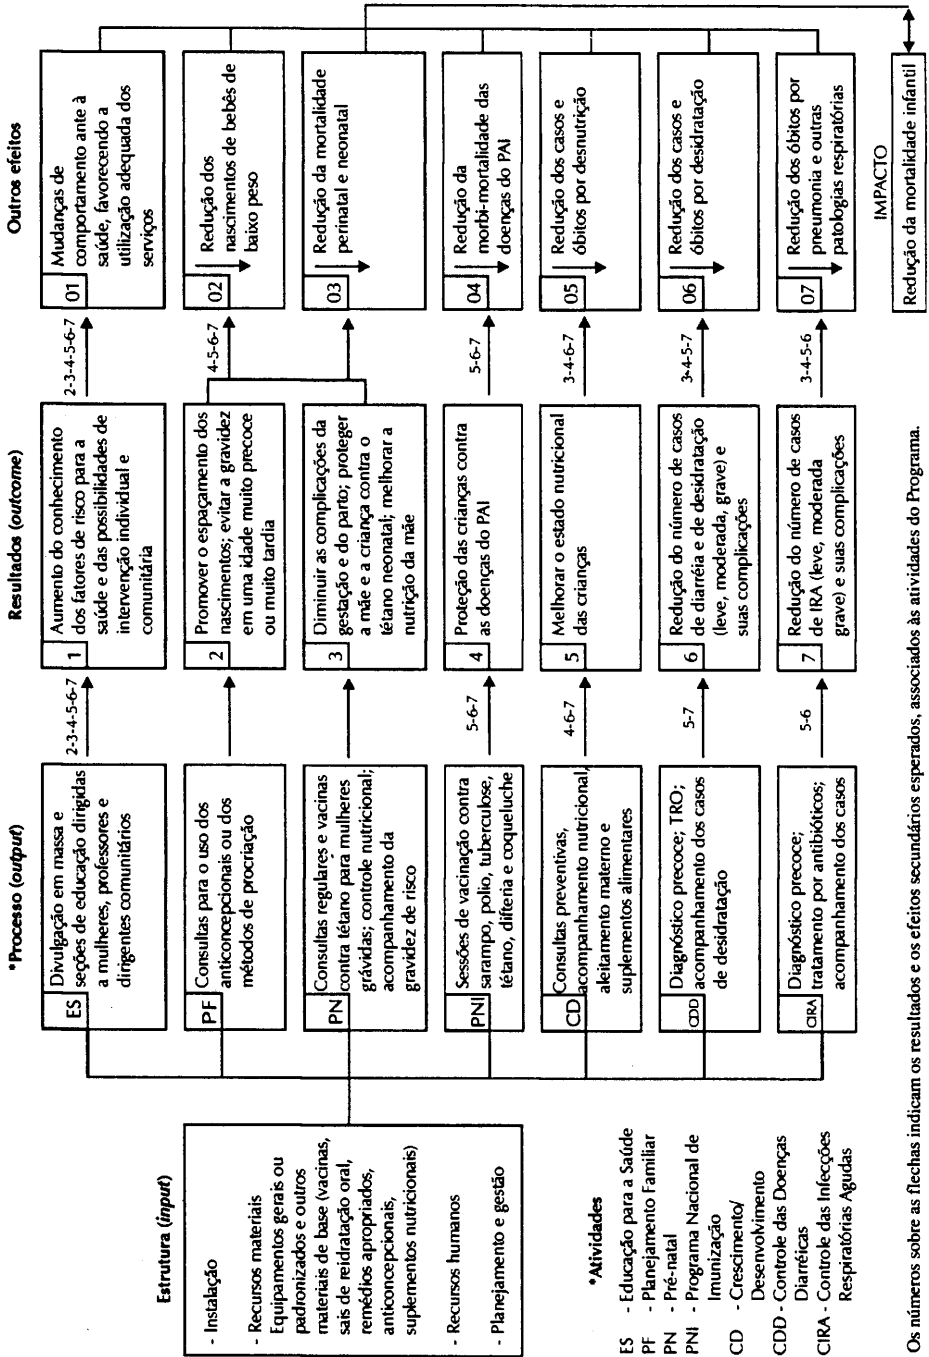 Estrutura (input)
- Instalação
- Recursos materiais
Equipamentos gerais ou
padronizados e outros
materiais de base (vacinas,
sais de reidratação oral,
remédios apropriados,
anticoncepcionais,
suplementos nutricionais)
- Recursos humanos
- Planejamento e gestão
*Atividades
ES - Educação para a Saúde
PF - Planejamento Familiar
PN - Pré-natal
PNI - Programa Nacional de
Imunização
CD - Crescimento/
Desenvolvimento
CDD - Controle das Doenças
Diarréicas
CIRA - Controle das Infecções
Respiratórias Agudas
*Processo (output)
ES
Divulgação em massa e
seções de educação dirigidas
a mulheres, professores e
dirigentes comunitários
PF
Consultas para o uso dos
anticoncepcionais ou dos
métodos de procriação
PN
Consultas regulares e vacinas
contra tétano para mulheres
grávidas; controle nutricional;
acompanhamento da
gravidez de risco
PNI
Sessões de vacinação contra
sarampo, polio, tuberculose,
tétano, difteria e coqueluche
CD
Consultas preventivas,
acompanhamento nutricional,
aleitamento materno e
suplementos alimentares
CDD
Diagnóstico precoce; TRO;
acompanhamento dos casos
de desidratação
CIRA
Diagnóstico precoce;
tratamento por antibióticos;
acompanhamento dos casos
2-3-4-5-6-7
5-6-7
4-6-7
5-7
5-6
Resultados (outcome)
1
Aumento do conhecimento
dos fatores de risco para a
saúde e das possibilidades de
intervenção individual e
comunitária
2
Promover o espaçamento dos
nascimentos; evitar a gravidez
em uma idade muito precoce
ou muito tardia
3
Diminuir as complicações da
gestação e do parto; proteger
a mãe e a criança contra o
tétano neonatal; melhorar a
nutrição da mãe
4
Proteção das crianças contra
as doenças do PAI
5
Melhorar o estado nutricional
das crianças
6
Redução do número de casos
de diarréia e de desidratação
(leve, moderada, grave) e
suas complicações
7
Redução do número de casos
de IRA (leve, moderada
grave) e suas complicações
2-3-4-5-6-7
4-5-6-7
5-6-7
3-4-6-7
3-4-5-7
3-4-5-6
Outros efeitos
01
Mudanças de
comportamento ante à
saúde, favorecendo a
utilização adequada dos
serviços
02
Redução dos
nascimentos de bebês de
baixo peso
03
Redução da mortalidade
perinatal e neonatal
04
Redução da
morbi-mortalidade das
doenças do PAI
05
Redução dos casos e
óbitos por desnutrição
06
Redução dos casos e
óbitos por desidratação
07
Redução dos óbitos por
pneumonia e outras
patologias respiratórias
IMPACTO
Redução da mortalidade infantil
Os números sobre as flechas indicam os resultados e os efeitos secundários esperados, associados às atividades do Programa.